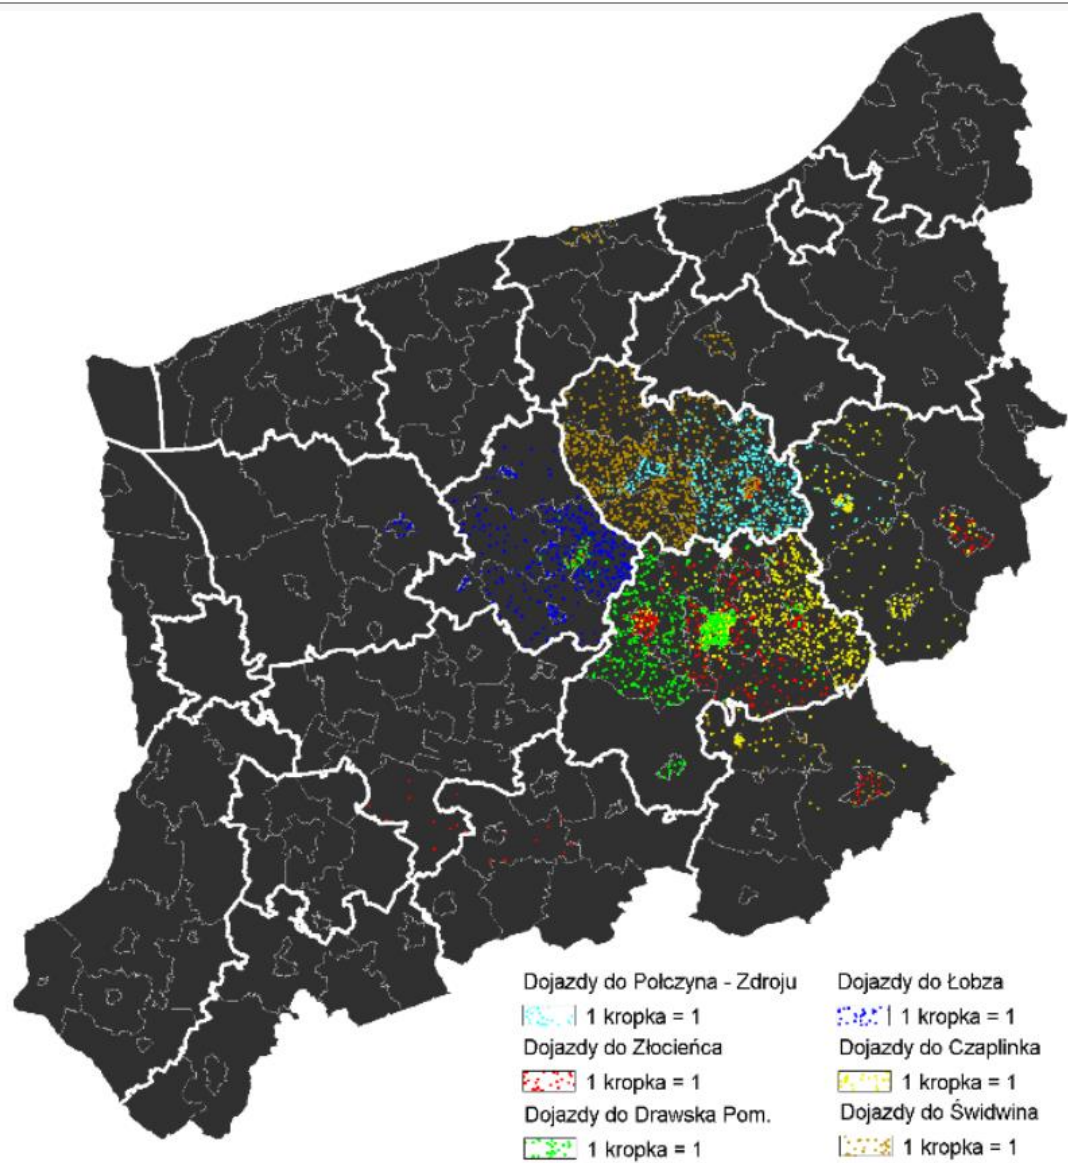 Dojazdy do Połczyna - Zdroju
1 kropka = 1
Dojazdy do Złocieńca
1 kropka = 1
Dojazdy do Drawska Pom.
1 kropka = 1
Dojazdy do Łobza
1 kropka = 1
Dojazdy do Czaplinka
1 kropka = 1
Dojazdy do Świdwina
1 kropka = 1